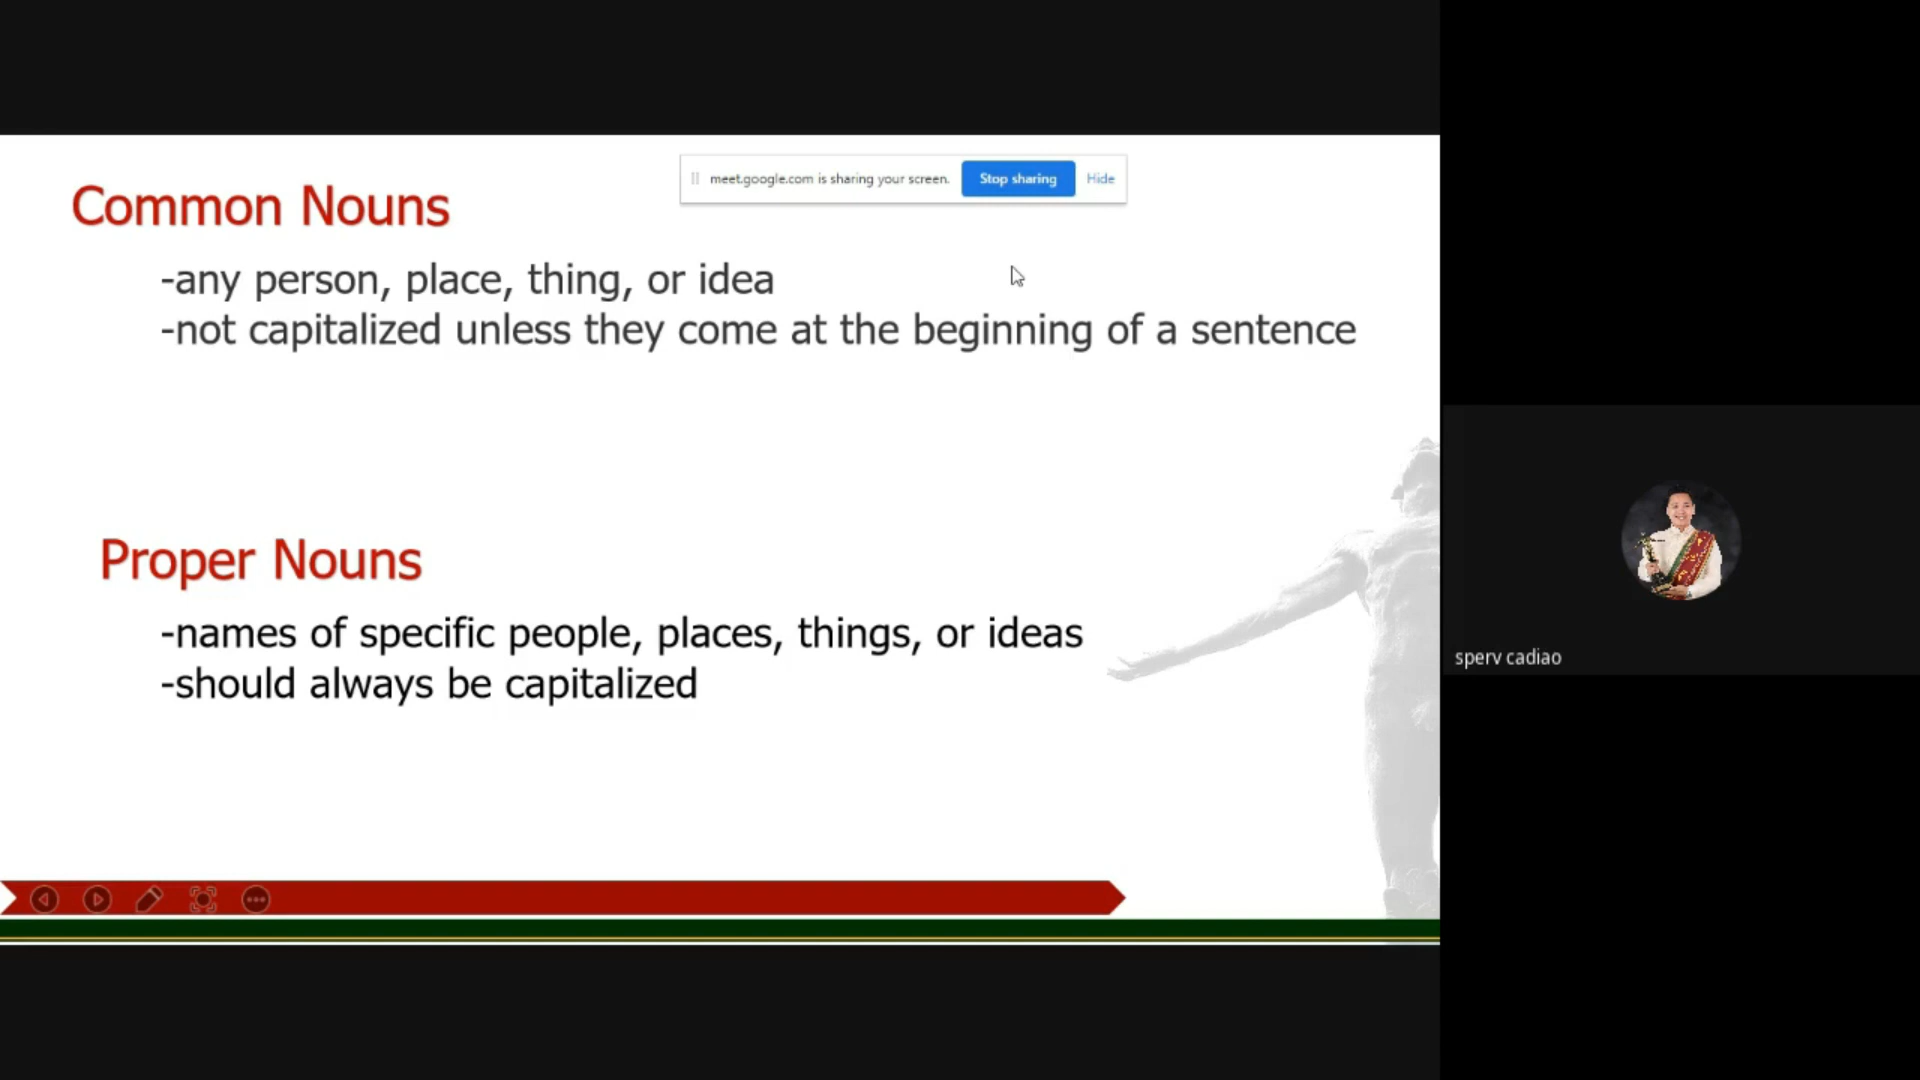 meet.google.com is sharing your screen. Stop sharing Hide
Common Nouns
-any person, place, thing, or idea
-not capitalized unless they come at the beginning of a sentence
Proper Nouns
-names of specific people, places, things, or ideas
-should always be capitalized
sperv cadiao